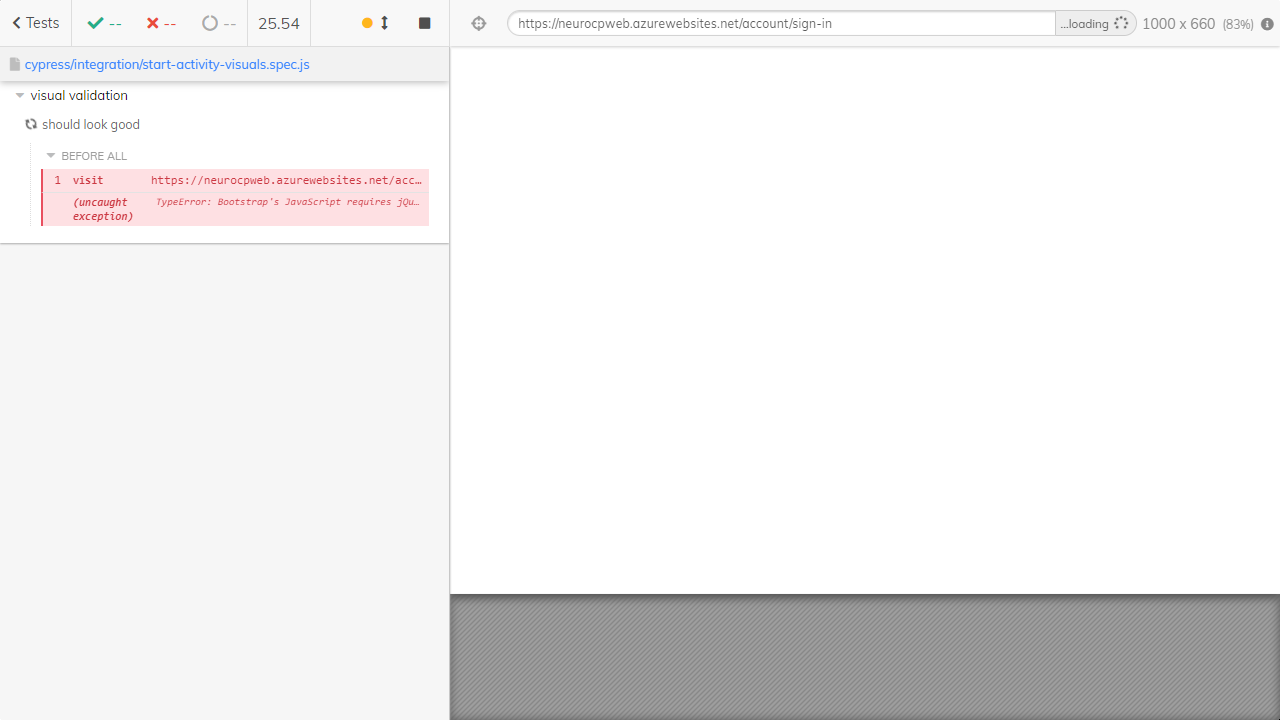 Tests -- -- -- 25.54
https://neurocpweb.azurewebsites.net/account/sign-in ...loading 1000 x 660 (83%)
cypress/integration/start-activity-visuals.spec.js
visual validation
should look good
BEFORE ALL
1 visit https://neurocpweb.azurewebsites.net/acc...
(uncaught exception) TypeError: Bootstrap's JavaScript requires jQu...